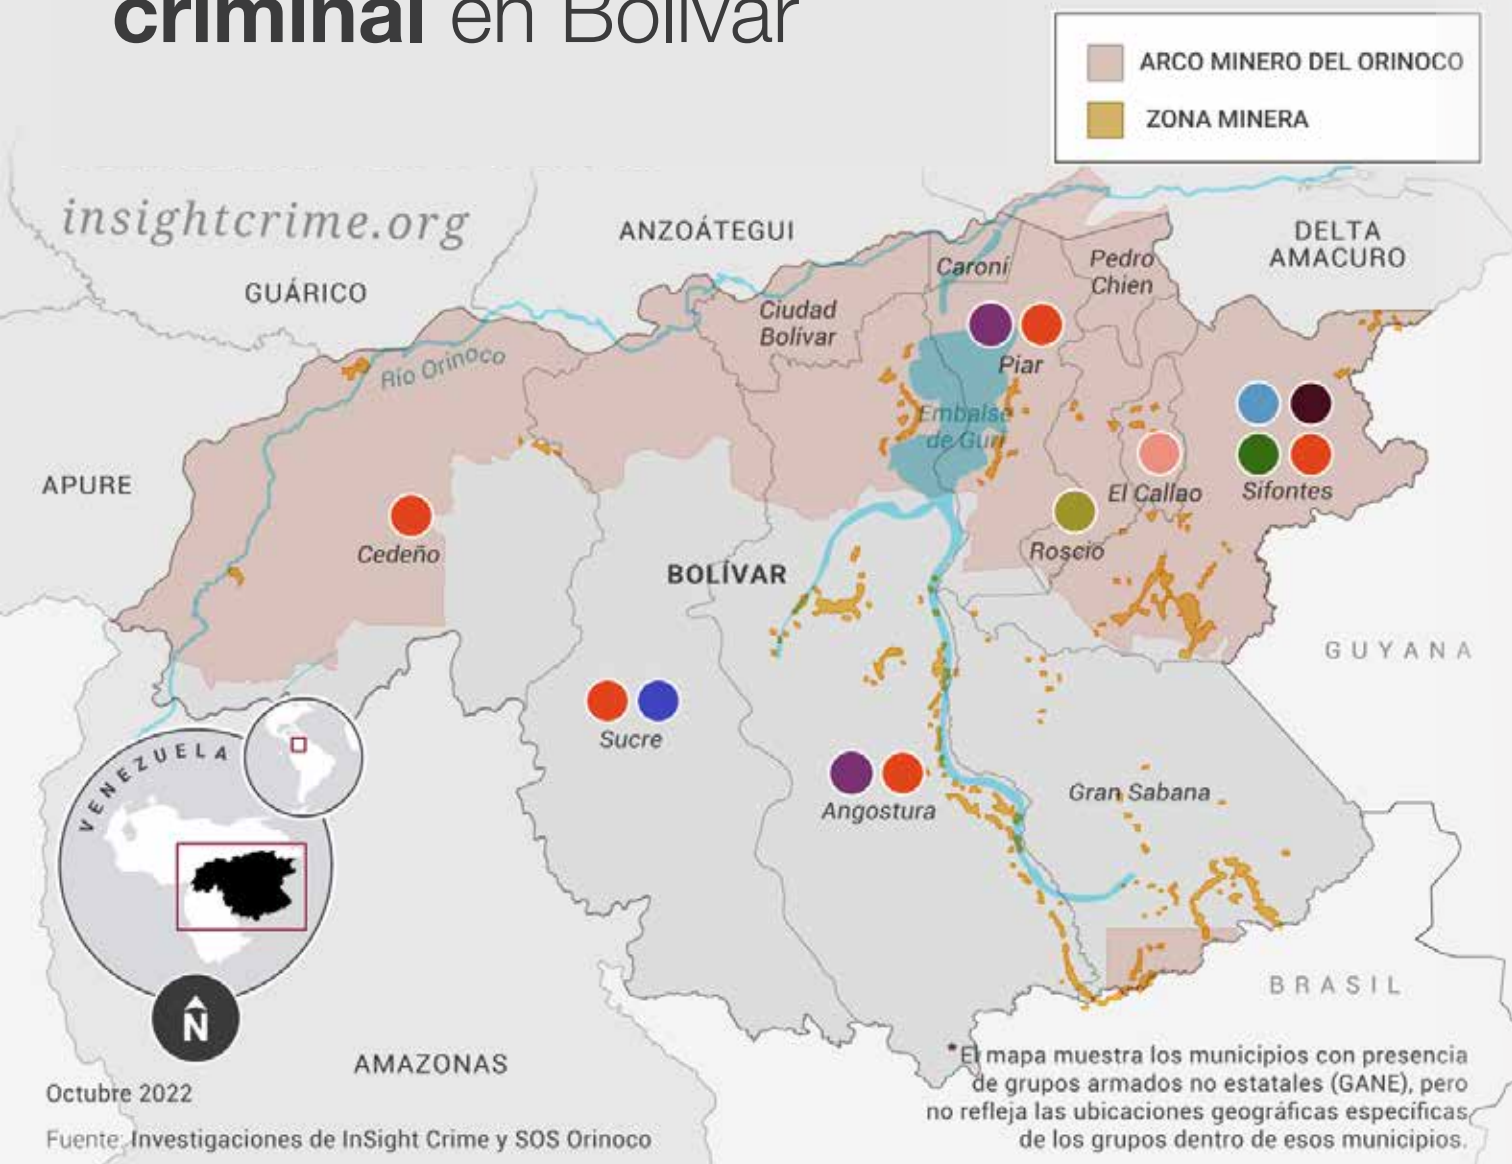 criminal en Bolívar
ARCO MINERO DEL ORINOCO
ZONA MINERA
insightcrime.org
ANZOÁTEGUI
DELTA
AMACURO
GUÁRICO
Caroní
Pedro
Chien
Ciudad
Bolívar
Río Orinoco
Piar
Embalse
de Guri
APURE
El Callao
Sifontes
Cedeño
Roscio
BOLÍVAR
GUYANA
Sucre
VENEZUELA
Angostura
Gran Sabana
BRASIL
N
AMAZONAS
*El mapa muestra los municipios con presencia
de grupos armados no estatales (GANE), pero
no refleja las ubicaciones geográficas específicas
de los grupos dentro de esos municipios.
Octubre 2022
Fuente: Investigaciones de InSight Crime y SOS Orinoco